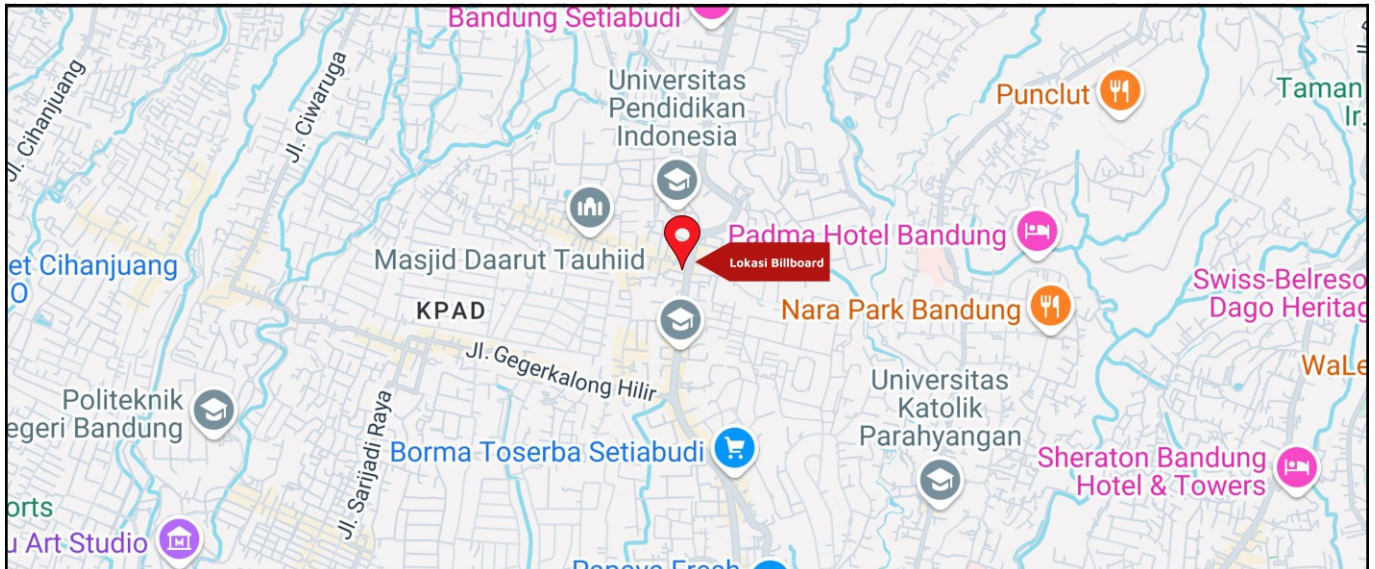 Bandung Setiabudi
Jl. Cihanjuang
Jl. Ciwaruga
Universitas
Pendidikan
Indonesia
Punclut
Taman
Ir.
Masjid Daarut Tauhiid
Padma Hotel Bandung
Lokasi Billboard
et Cihanjuang
O
KPAD
Nara Park Bandung
Swiss-Belreso
Dago Heritag
Jl. Gegerkalong Hilir
WaLe
Universitas
Katolik
Parahyangan
Politeknik
egeri Bandung
Jl. Sarijadi Raya
Borma Toserba Setiabudi
Sheraton Bandung
Hotel & Towers
orts
u Art Studio
Papaya Fresh